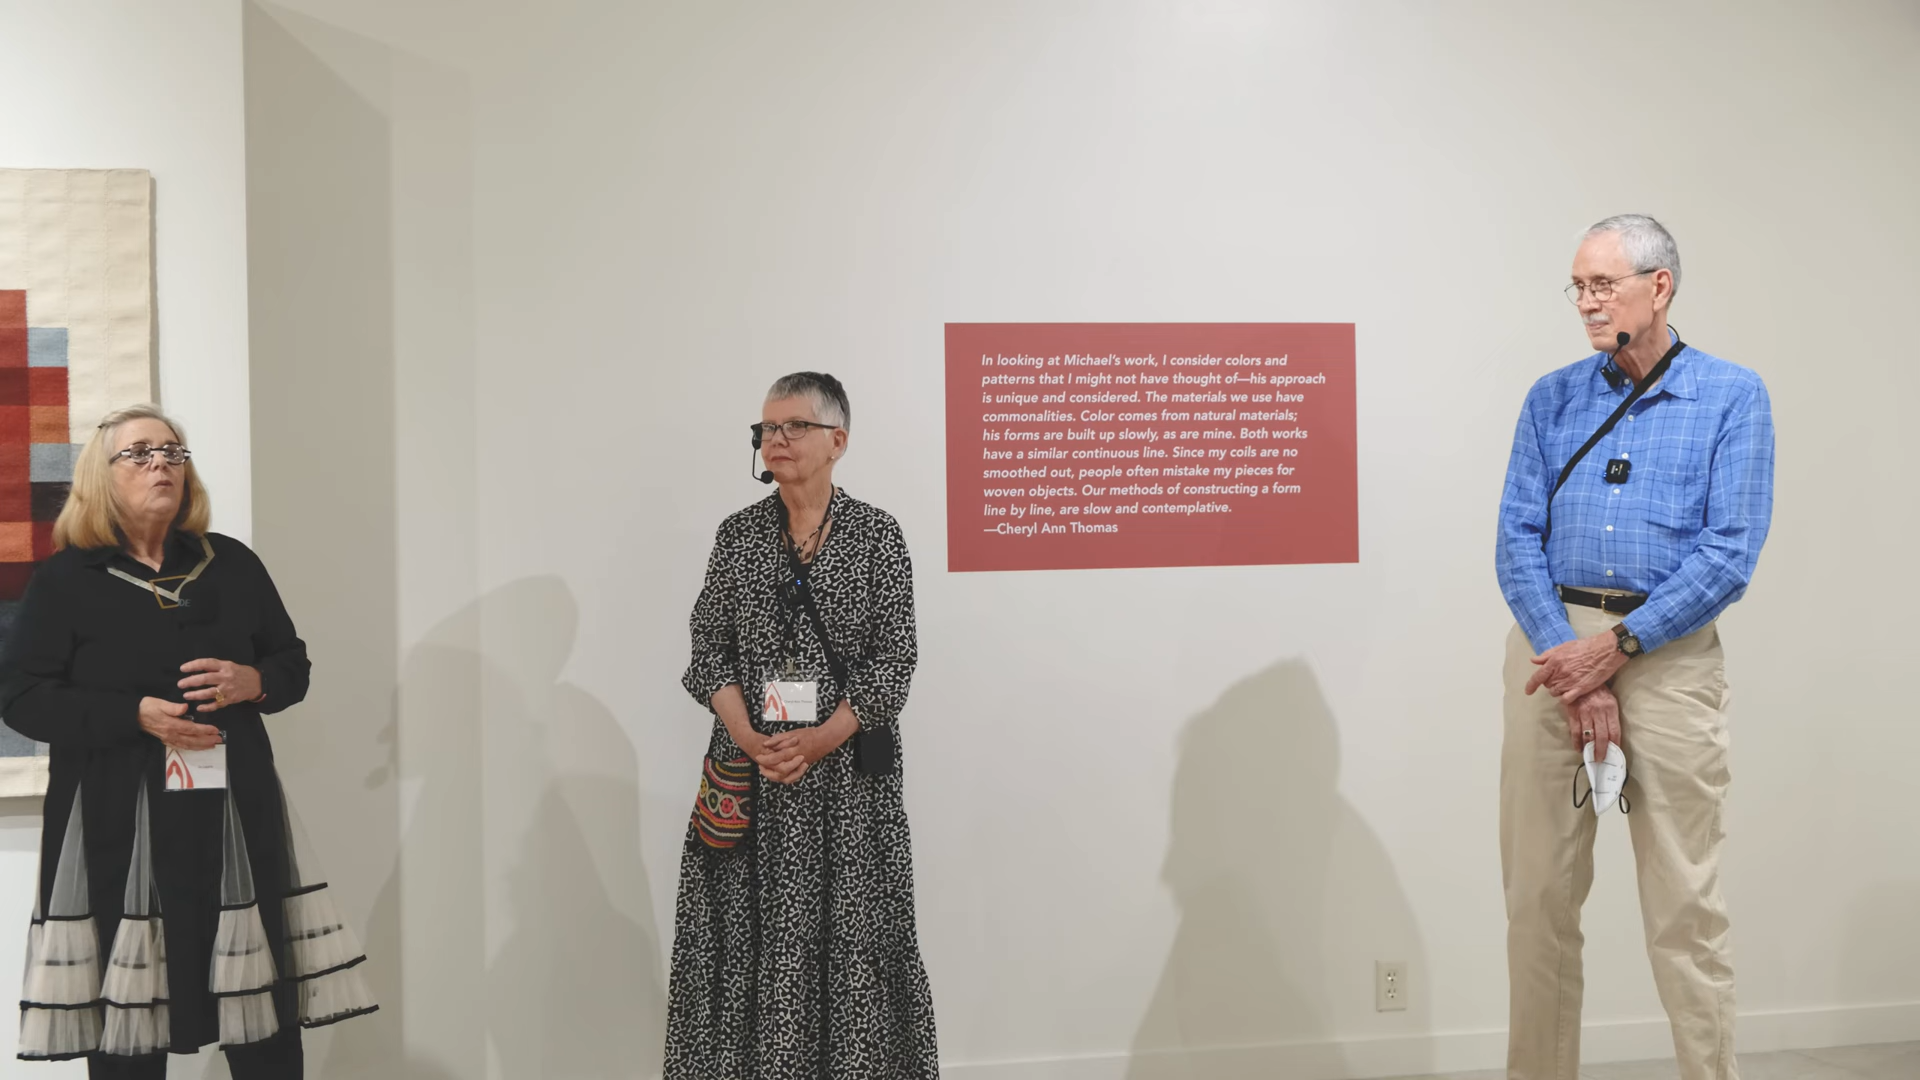 In looking at Michael's work, I consider colors and
patterns that I might not have thought of—his approach
is unique and considered. The materials we use have
commonalities. Color comes from natural materials;
his forms are built up slowly, as are mine. Both works
have a similar continuous line. Since my coils are no
smoothed out, people often mistake my pieces for
woven objects. Our methods of constructing a form
line by line, are slow and contemplative.
—Cheryl Ann Thomas